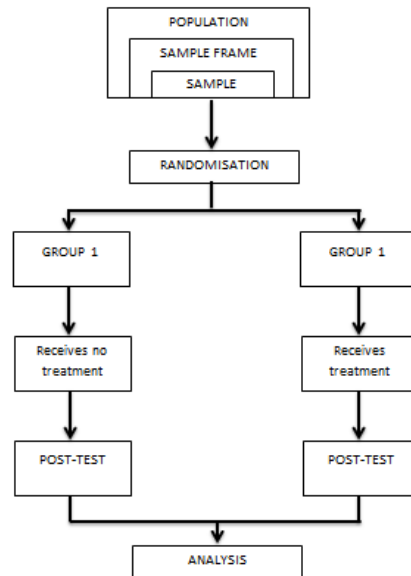 POPULATION
SAMPLE FRAME
SAMPLE
RANDOMISATION
GROUP 1
GROUP 1
Receives no
treatment
Receives
treatment
POST-TEST
POST-TEST
ANALYSIS